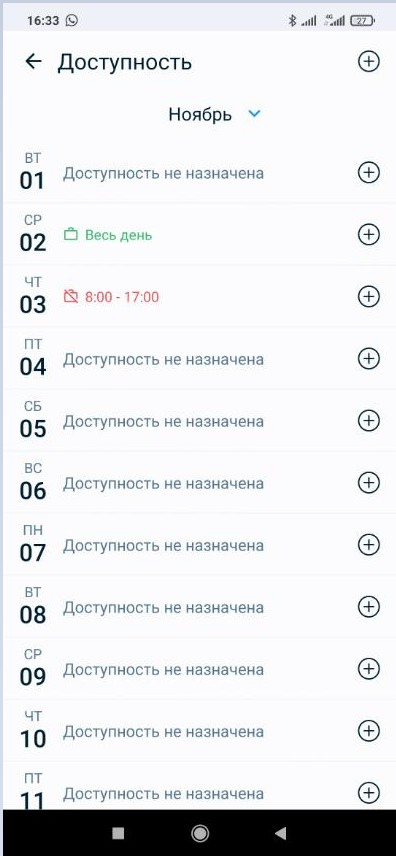 16:33 4G 27
Доступность
Ноябрь
ВТ
01 Доступность не назначена
СР
02 Весь день
ЧТ
03 8:00 - 17:00
ПТ
04 Доступность не назначена
СБ
05 Доступность не назначена
ВС
06 Доступность не назначена
ПН
07 Доступность не назначена
ВТ
08 Доступность не назначена
СР
09 Доступность не назначена
ЧТ
10 Доступность не назначена
ПТ
11 Доступность не назначена